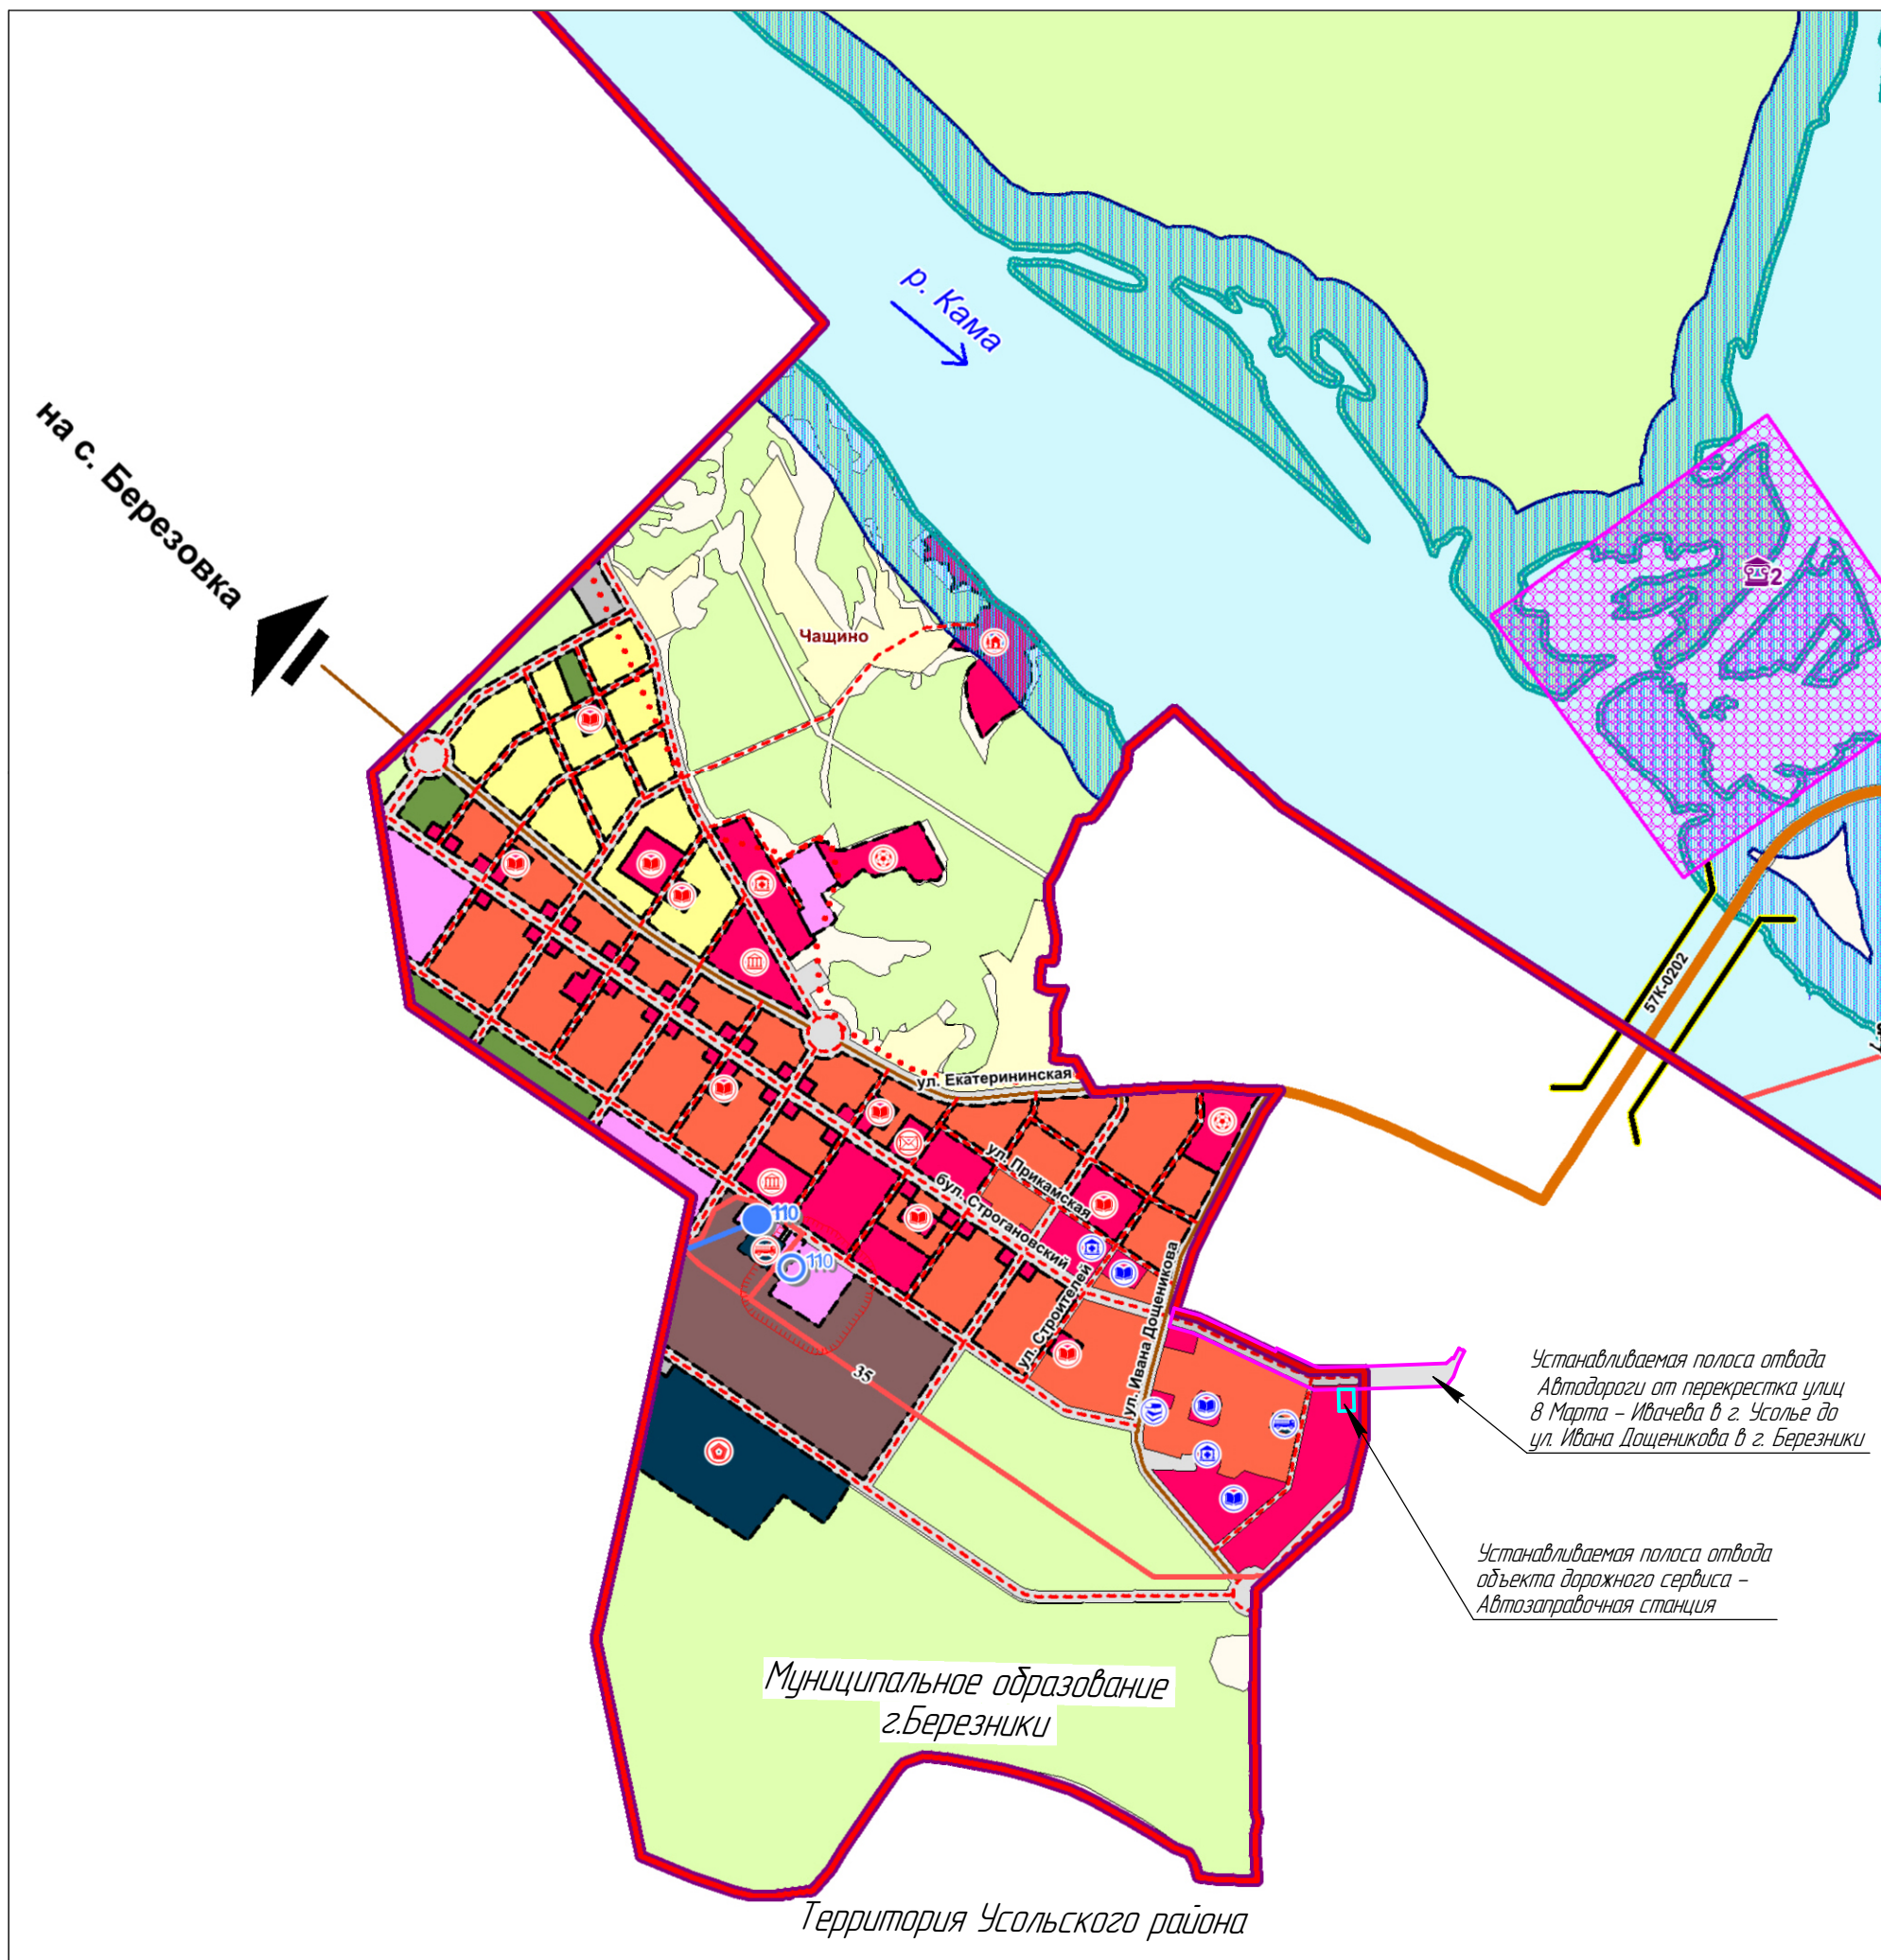 р. Кама
на с. Березовка
2
Чащино
57К-0202
ул. Екатерининская
ул. Прикамская
бул. Строгановский
110
110
ул. Строителей
ул. Ивана Дощеникова
35
Устанавливаемая полоса отвода
Автодороги от перекрестка улиц
8 Марта – Ивачева в г. Усолье до
ул. Ивана Дощеникова в г. Березники
Устанавливаемая полоса отвода
объекта дорожного сервиса –
Автозаправочная станция
Муниципальное образование
г.Березники
Территория Усольского района